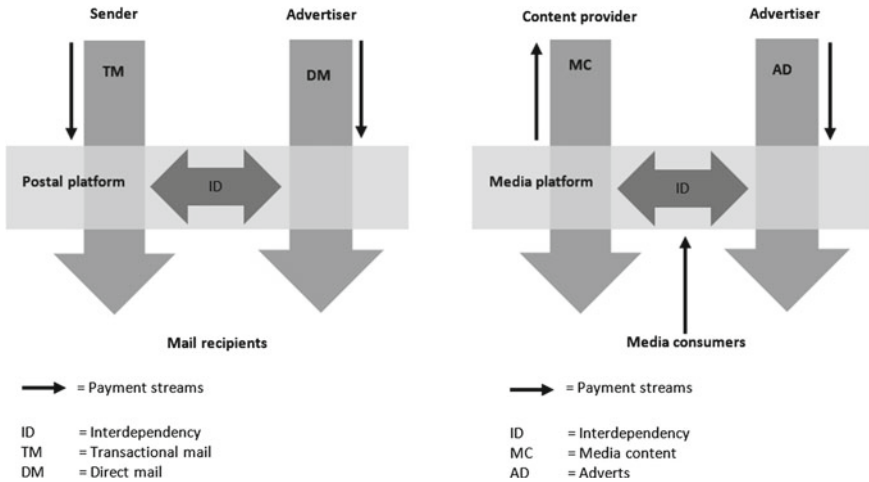 Sender
Advertiser
TM
DM
Postal platform
ID
Mail recipients
= Payment streams
ID = Interdependency
TM = Transactional mail
DM = Direct mail
Content provider
Advertiser
MC
AD
Media platform
ID
Media consumers
= Payment streams
ID = Interdependency
MC = Media content
AD = Adverts